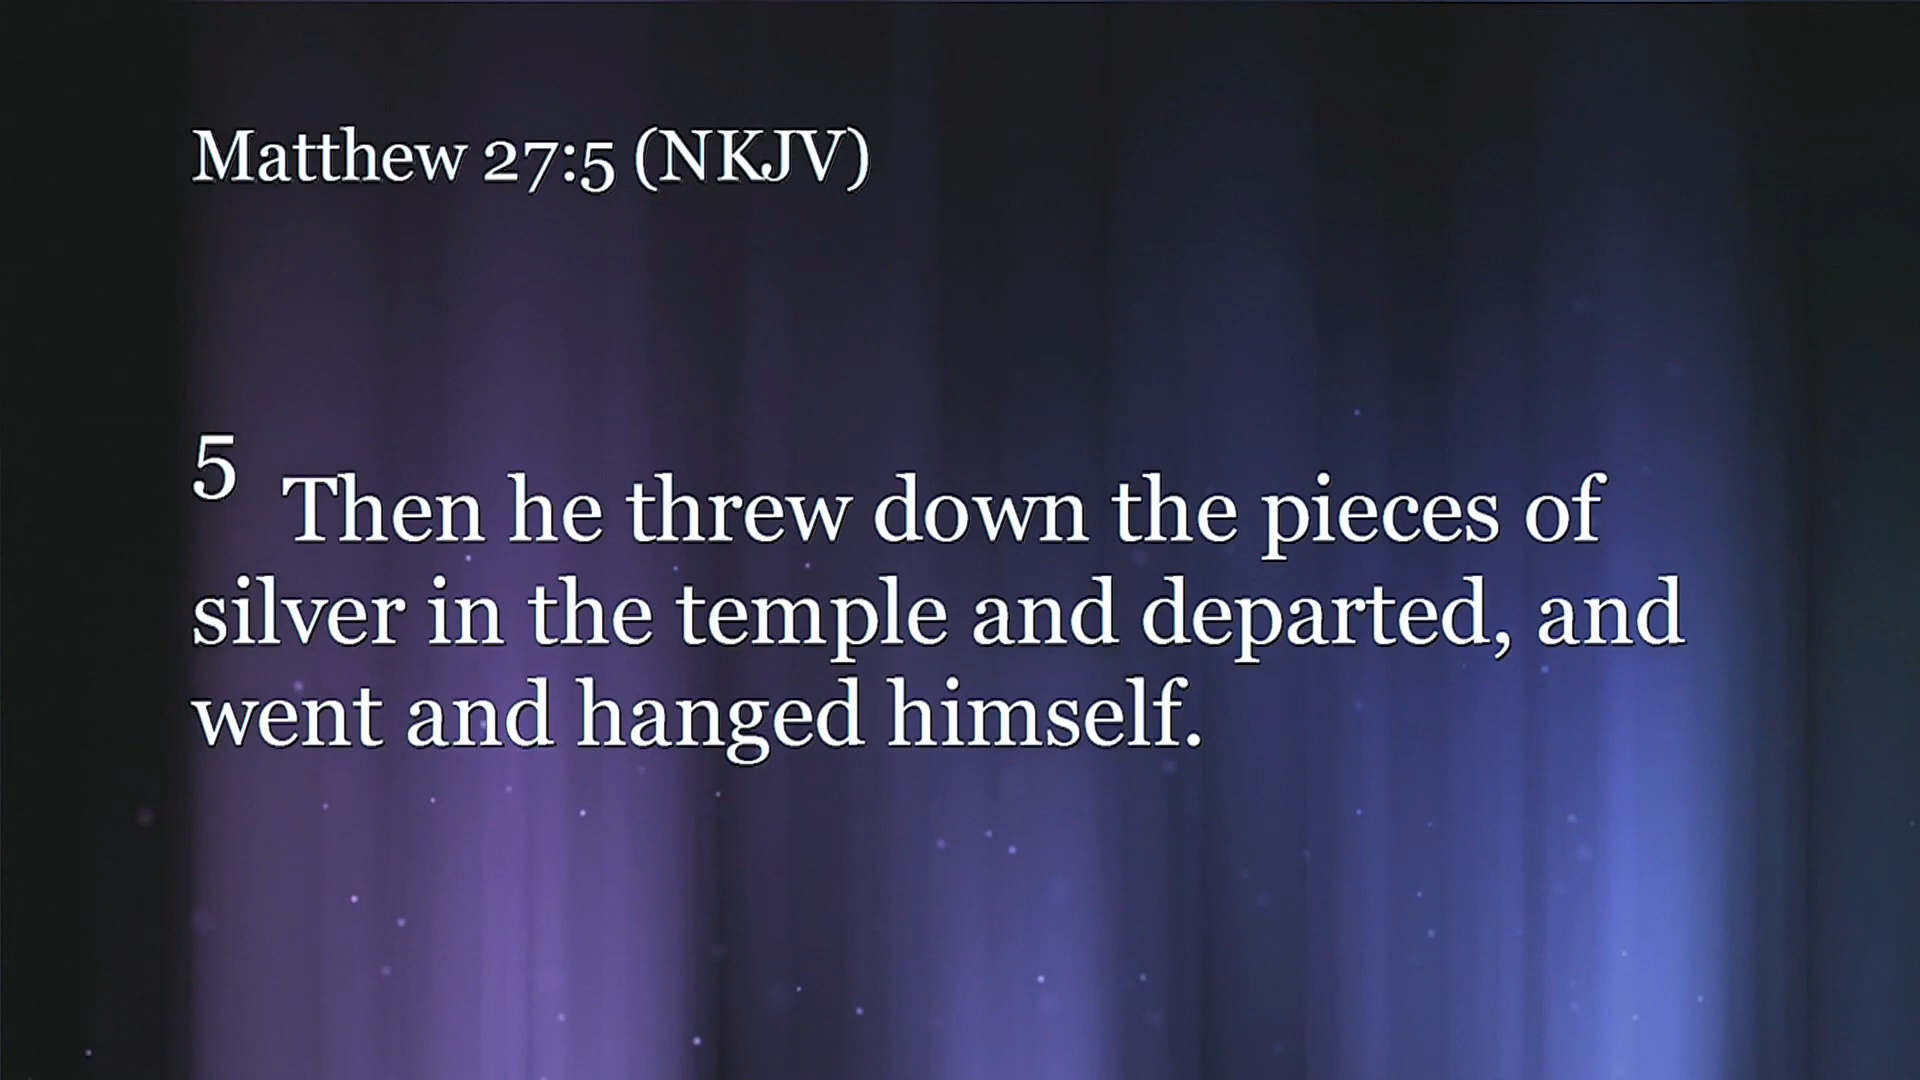 Matthew 27:5 (NKJV)
5 Then he threw down the pieces of
silver in the temple and departed, and
went and hanged himself.